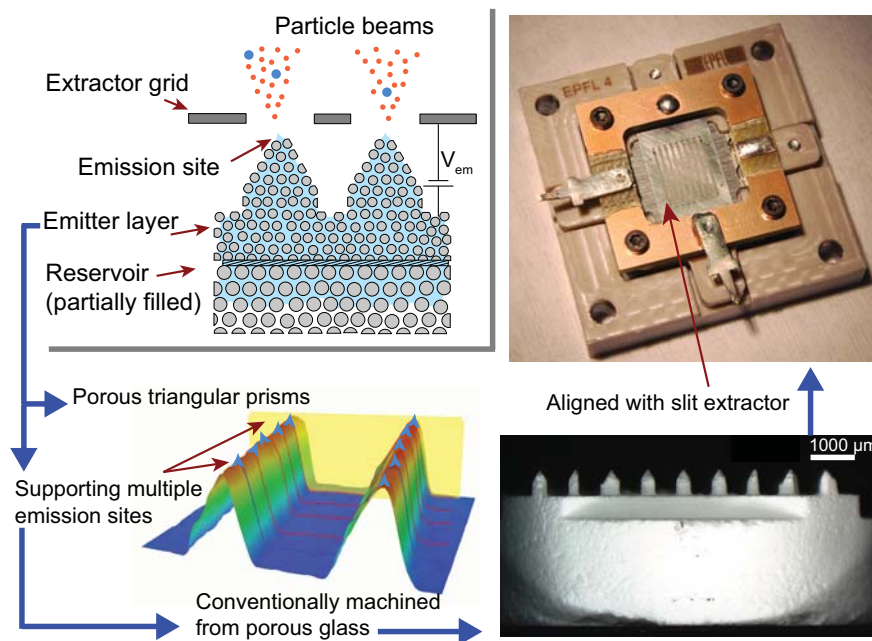 Particle beams
Extractor grid
Emission site
V_em
Emitter layer
Reservoir
(partially filled)
EPFL 4
EPFL
Aligned with slit extractor
Porous triangular prisms
1000 μm
Supporting multiple
emission sites
Conventionally machined
from porous glass